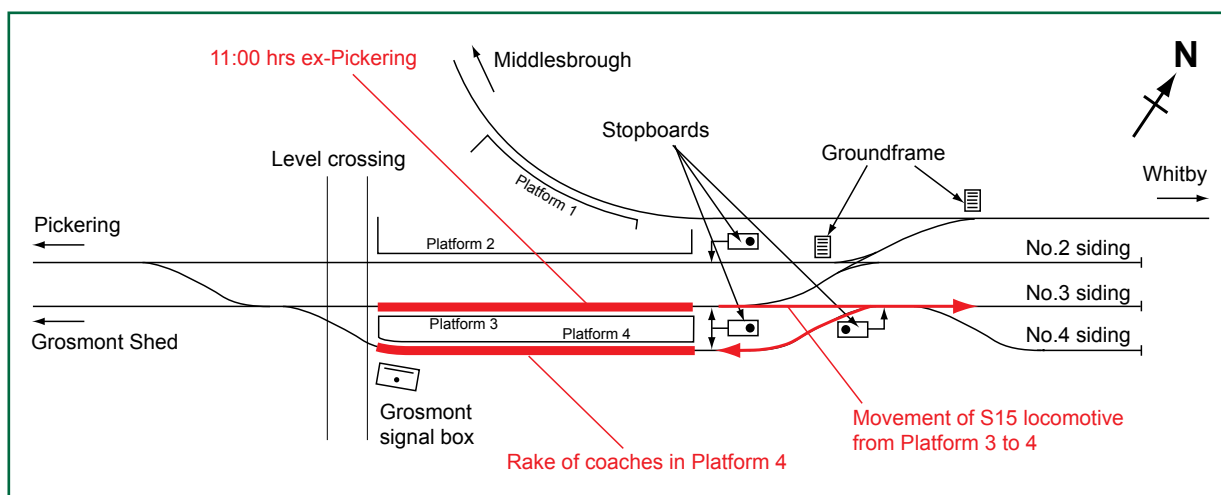 11:00 hrs ex-Pickering
Middlesbrough
N
Stopboards
Groundframe
Level crossing
Whitby
Platform 1
Pickering
Platform 2
No.2 siding
No.3 siding
Platform 3
Platform 4
Grosmont Shed
No.4 siding
Grosmont
signal box
Movement of S15 locomotive
from Platform 3 to 4
Rake of coaches in Platform 4